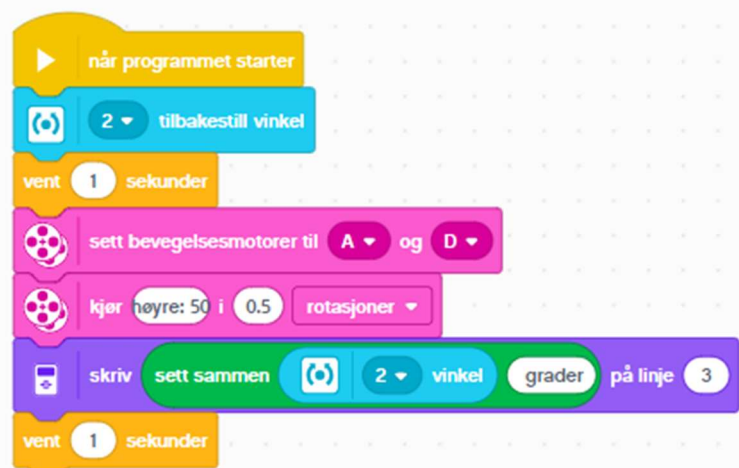 når programmet starter
2 tilbakestill vinkel
vent 1 sekunder
sett bevegelsesmotorer til A og D
kjør høyre: 50 i 0.5 rotasjoner
skriv sett sammen 2 vinkel grader på linje 3
vent 1 sekunder